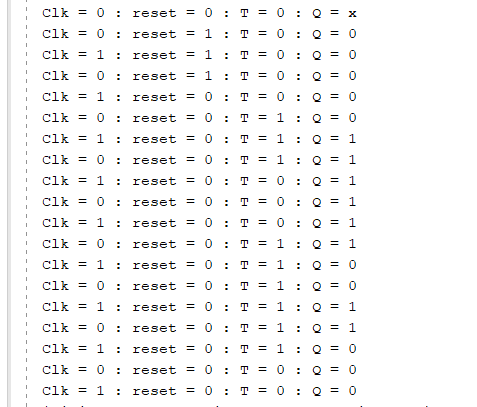 Clk = 0 : reset = 0 : T = 0 : Q = x
Clk = 0 : reset = 1 : T = 0 : Q = 0
Clk = 1 : reset = 1 : T = 0 : Q = 0
Clk = 0 : reset = 1 : T = 0 : Q = 0
Clk = 1 : reset = 0 : T = 0 : Q = 0
Clk = 0 : reset = 0 : T = 1 : Q = 0
Clk = 1 : reset = 0 : T = 1 : Q = 1
Clk = 0 : reset = 0 : T = 1 : Q = 1
Clk = 1 : reset = 0 : T = 0 : Q = 1
Clk = 0 : reset = 0 : T = 0 : Q = 1
Clk = 1 : reset = 0 : T = 0 : Q = 1
Clk = 0 : reset = 0 : T = 1 : Q = 1
Clk = 1 : reset = 0 : T = 1 : Q = 0
Clk = 0 : reset = 0 : T = 1 : Q = 0
Clk = 1 : reset = 0 : T = 1 : Q = 1
Clk = 0 : reset = 0 : T = 1 : Q = 1
Clk = 1 : reset = 0 : T = 1 : Q = 0
Clk = 0 : reset = 0 : T = 0 : Q = 0
Clk = 1 : reset = 0 : T = 0 : Q = 0